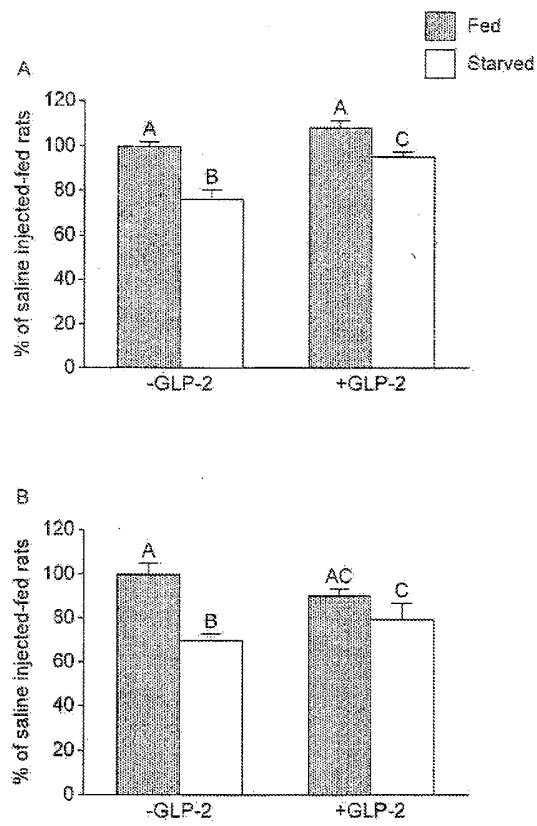 Fed
Starved
A
% of saline injected-fed rats
120
100
80
60
40
20
0
A
B
A
C
-GLP-2
+GLP-2
B
% of saline injected-fed rats
120
100
80
60
40
20
0
A
B
AC
C
-GLP-2
+GLP-2